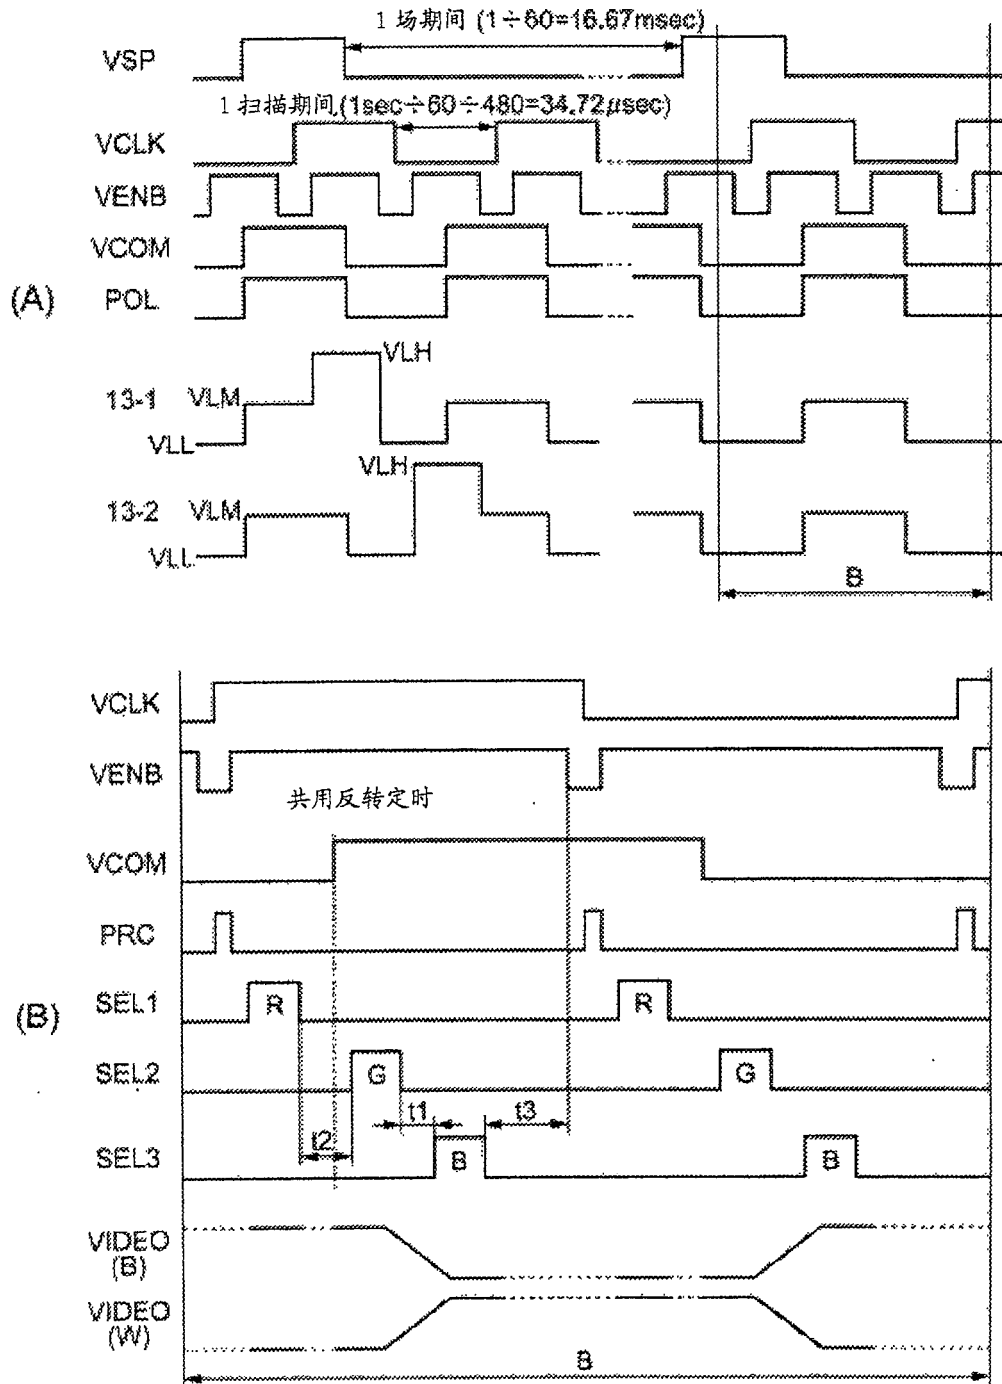 1 场期间 (1÷60=16.67msec)
VSP
1 扫描期间 (1sec÷60÷480=34.72μsec)
VCLK
VENB
VCOM
(A)
POL
VLH
13-1
VLM
VLL
VLH
13-2
VLM
VLL
B
VCLK
VENB
共用反转定时
VCOM
PRC
(B)
SEL1
R
R
SEL2
G
G
t1
t3
t2
SEL3
B
B
VIDEO
(B)
VIDEO
(W)
B